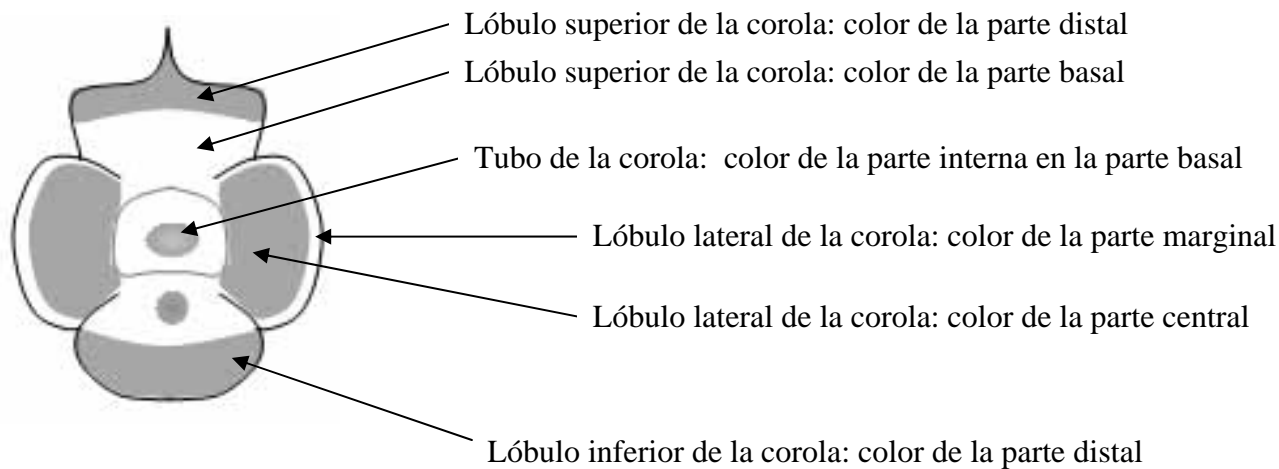 Lóbulo superior de la corola: color de la parte distal
Lóbulo superior de la corola: color de la parte basal
Tubo de la corola: color de la parte interna en la parte basal
Lóbulo lateral de la corola: color de la parte marginal
Lóbulo lateral de la corola: color de la parte central
Lóbulo inferior de la corola: color de la parte distal